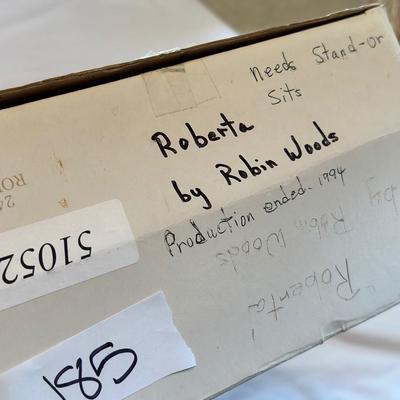 needs Stand-or
Sits
Roberta
by Robin Woods
Production ended-1994
by
Robin Woods
"Roberta"
51052
185